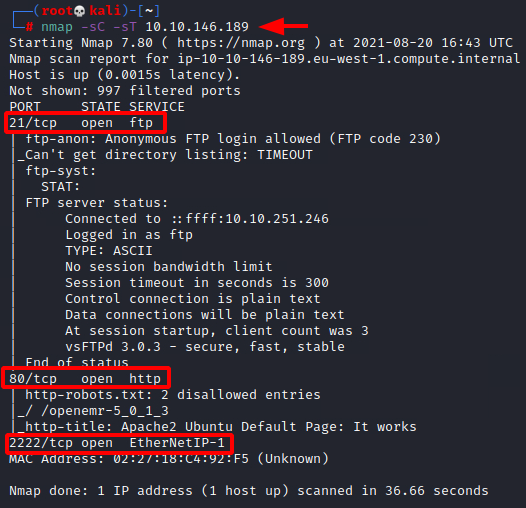 ┌──(root💀kali)-[~]
└─# nmap -sC -sT 10.10.146.189
Starting Nmap 7.80 ( https://nmap.org ) at 2021-08-20 16:43 UTC
Nmap scan report for ip-10-10-146-189.eu-west-1.compute.internal
Host is up (0.0015s latency).
Not shown: 997 filtered ports
PORT     STATE SERVICE
21/tcp   open  ftp
| ftp-anon: Anonymous FTP login allowed (FTP code 230)
|_Can't get directory listing: TIMEOUT
| ftp-syst:
|   STAT:
| FTP server status:
|      Connected to ::ffff:10.10.251.246
|      Logged in as ftp
|      TYPE: ASCII
|      No session bandwidth limit
|      Session timeout in seconds is 300
|      Control connection is plain text
|      Data connections will be plain text
|      At session startup, client count was 3
|      vsFTPd 3.0.3 - secure, fast, stable
|_End of status
80/tcp   open  http
| http-robots.txt: 2 disallowed entries
|_/ /openemr-5_0_1_3
|_http-title: Apache2 Ubuntu Default Page: It works
2222/tcp open  EtherNetIP-1
MAC Address: 02:27:18:C4:92:F5 (Unknown)
Nmap done: 1 IP address (1 host up) scanned in 36.66 seconds